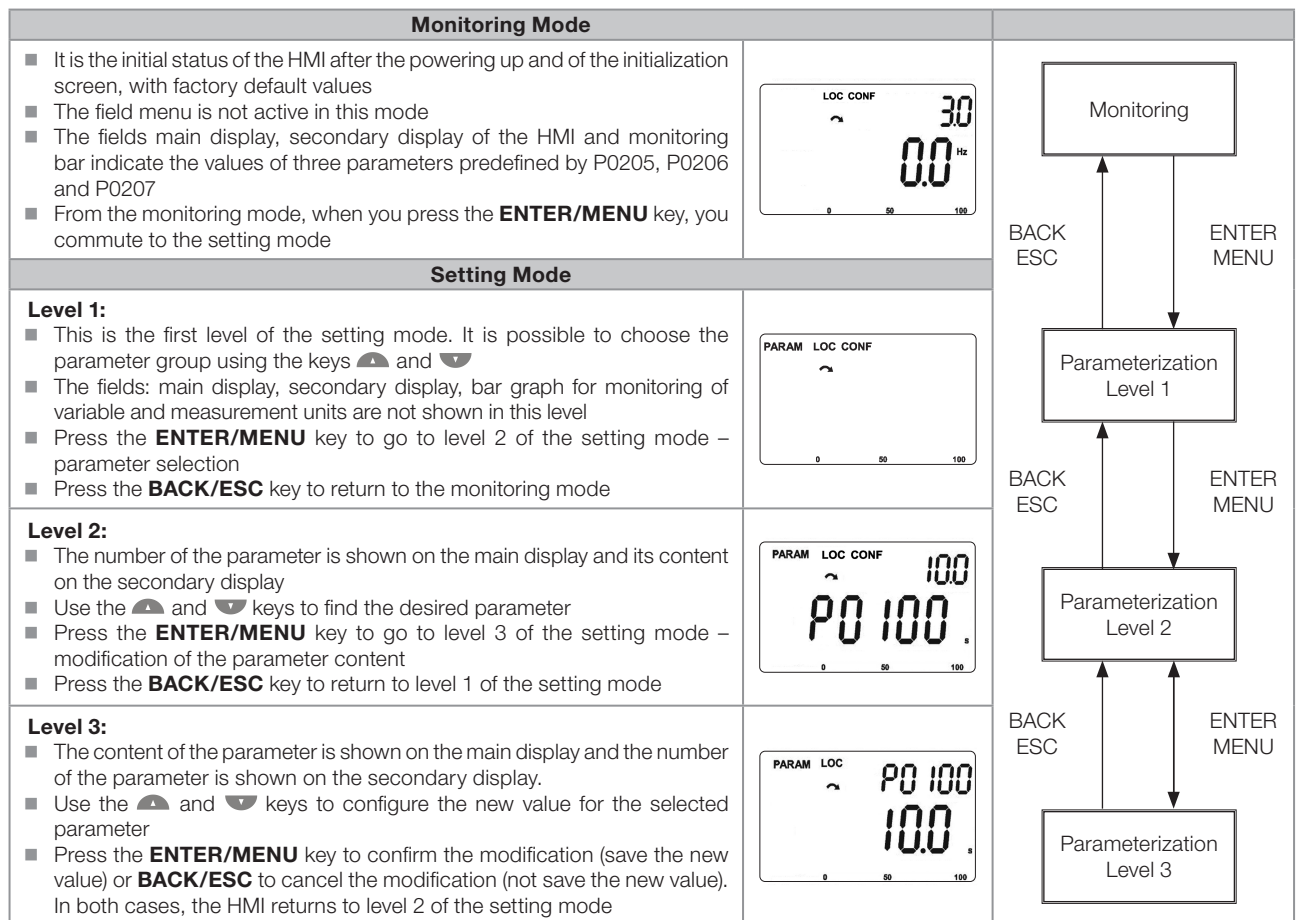 Monitoring Mode
■ It is the initial status of the HMI after the powering up and of the initialization
screen, with factory default values
■ The field menu is not active in this mode
■ The fields main display, secondary display of the HMI and monitoring
bar indicate the values of three parameters predefined by P0205, P0206
and P0207
■ From the monitoring mode, when you press the ENTER/MENU key, you
commute to the setting mode
LOC CONF
3.0
0.0 Hz
0 50 100
Setting Mode
Level 1:
■ This is the first level of the setting mode. It is possible to choose the
parameter group using the keys and
■ The fields: main display, secondary display, bar graph for monitoring of
variable and measurement units are not shown in this level
■ Press the ENTER/MENU key to go to level 2 of the setting mode –
parameter selection
■ Press the BACK/ESC key to return to the monitoring mode
PARAM LOC CONF
0 50 100
Level 2:
■ The number of the parameter is shown on the main display and its content
on the secondary display
■ Use the and keys to find the desired parameter
■ Press the ENTER/MENU key to go to level 3 of the setting mode –
modification of the parameter content
■ Press the BACK/ESC key to return to level 1 of the setting mode
PARAM LOC CONF
10.0
P0100 s
0 50 100
Level 3:
■ The content of the parameter is shown on the main display and the number
of the parameter is shown on the secondary display.
■ Use the and keys to configure the new value for the selected
parameter
■ Press the ENTER/MENU key to confirm the modification (save the new
value) or BACK/ESC to cancel the modification (not save the new value).
In both cases, the HMI returns to level 2 of the setting mode
PARAM LOC
P0100
10.0 s
0 50 100
Monitoring
BACK
ESC
ENTER
MENU
Parameterization
Level 1
BACK
ESC
ENTER
MENU
Parameterization
Level 2
BACK
ESC
ENTER
MENU
Parameterization
Level 3